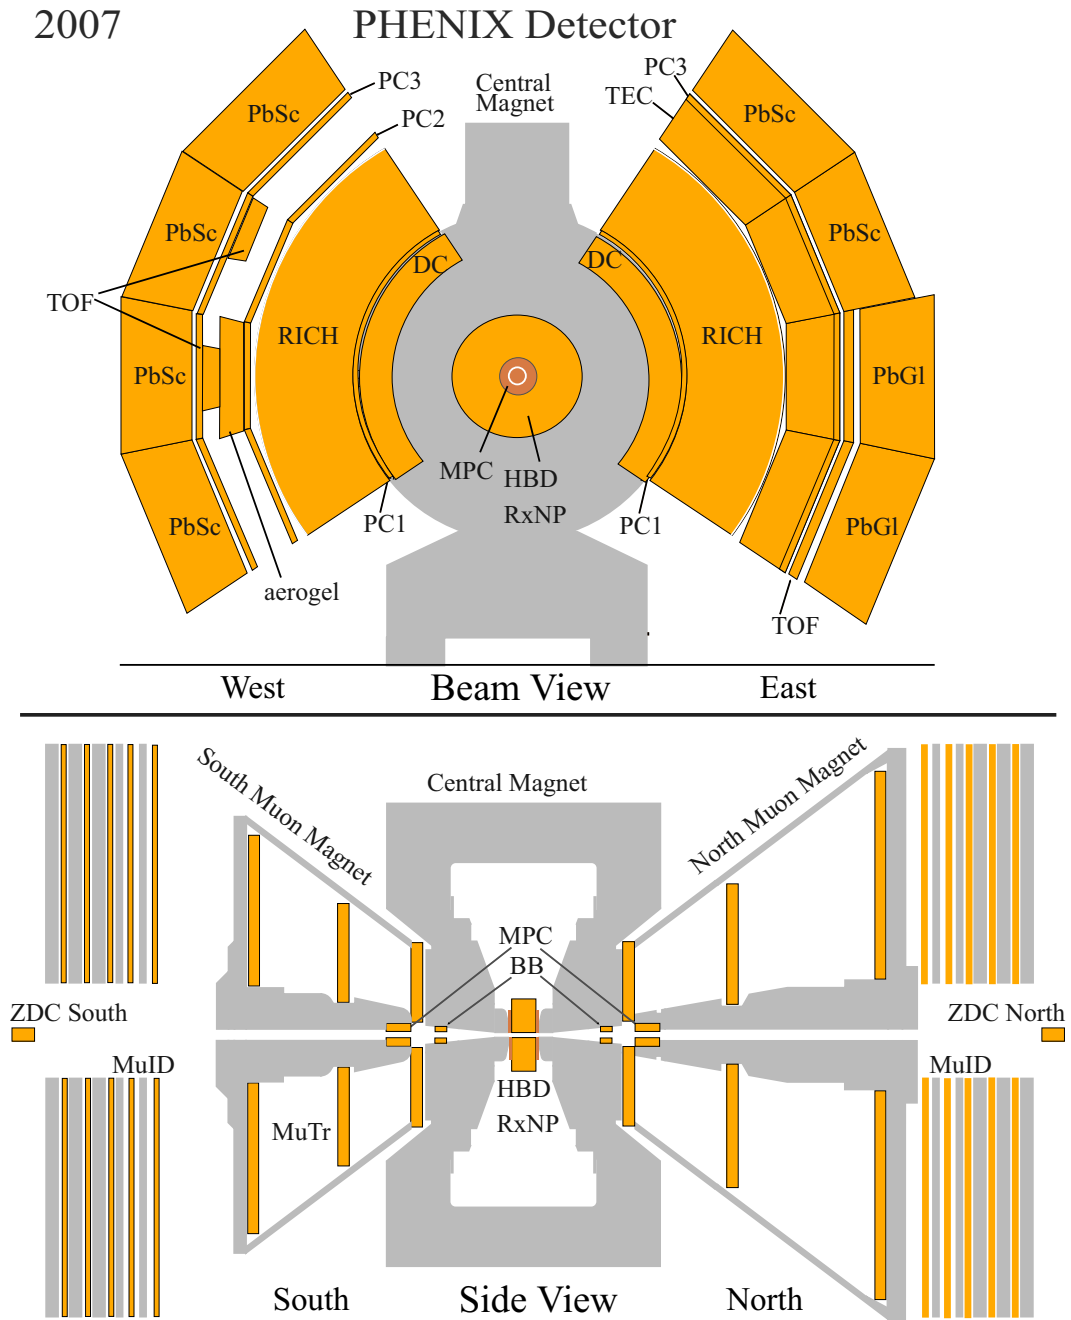 2007
PHENIX Detector
Central
Magnet
PC3
PC2
PC3
TEC
PbSc
PbSc
PbSc
PbSc
DC
DC
TOF
RICH
RICH
PbSc
PbGl
MPC
HBD
RxNP
PbSc
PC1
PC1
PbGl
aerogel
TOF
West
Beam View
East
South Muon Magnet
Central Magnet
North Muon Magnet
MPC
BB
ZDC South
ZDC North
MuID
MuID
HBD
RxNP
MuTr
South
Side View
North